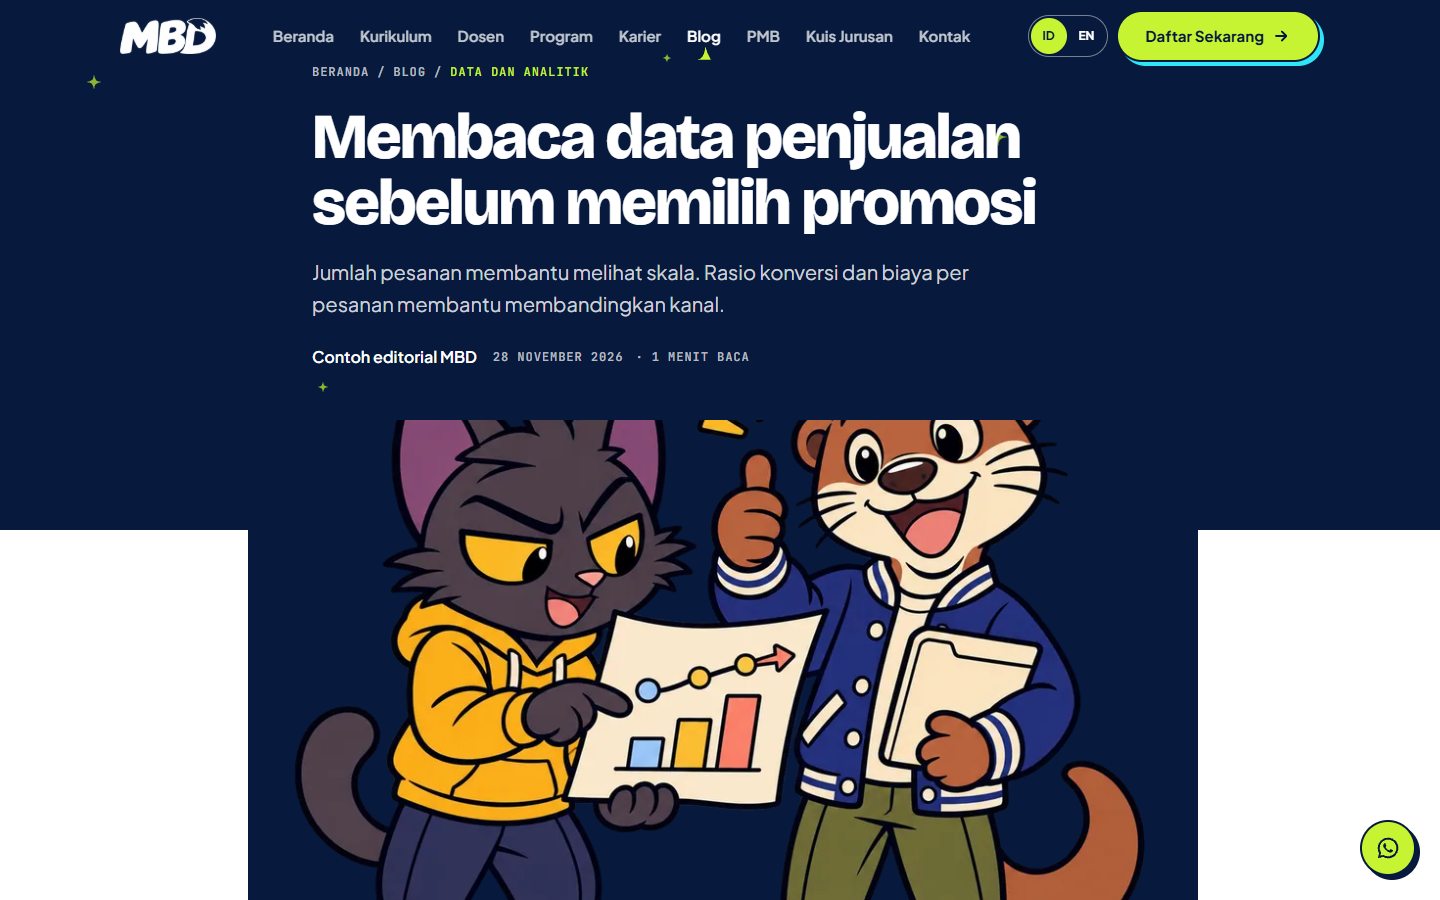 MBD
Beranda Kurikulum Dosen Program Karier Blog PMB Kuis Jurusan Kontak
ID EN
Daftar Sekarang →
BERANDA / BLOG / DATA DAN ANALITIK
Membaca data penjualan
sebelum memilih promosi
Jumlah pesanan membantu melihat skala. Rasio konversi dan biaya per
pesanan membantu membandingkan kanal.
Contoh editorial MBD 28 NOVEMBER 2026 · 1 MENIT BACA